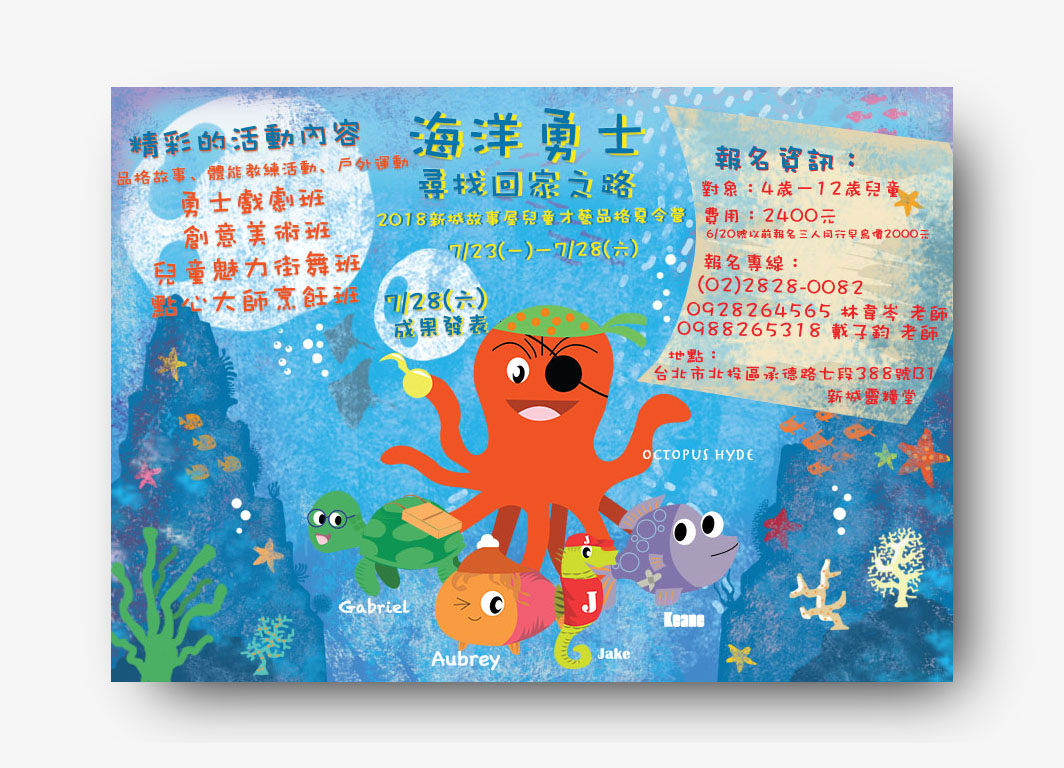 精彩的活動內容
品格故事、體能教練活動、戶外運動
勇士戲劇班
創意美術班
兒童魅力街舞班
點心大師烹飪班
海洋勇士
尋找回家之路
2018新城故事屋兒童才藝品格夏令營
7/23(一)—7/28(六)
7/28(六)
成果發表
報名資訊：
對象：4歲—12歲兒童
費用：2400元
6/20號以前報名三人同行早鳥價2000元
報名專線：
(02)2828-0082
0928264565 林韋岑 老師
0988265318 戴子鈞 老師
地點：
台北市北投區承德路七段388號B1
新城靈糧堂
OCTOPUS HYDE
Gabriel
Aubrey
J
J
Jake
Keane